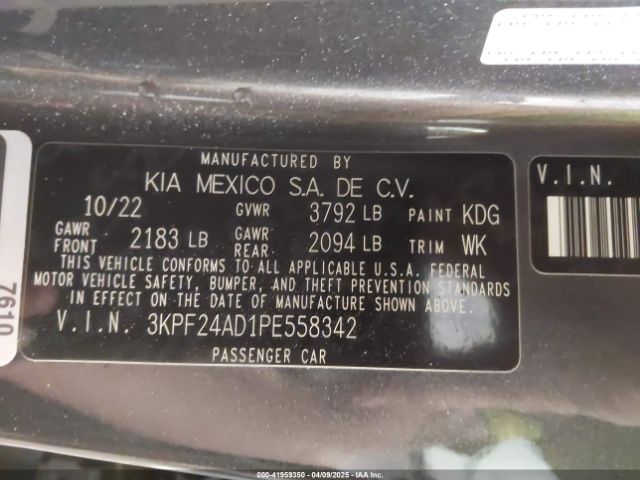 MANUFACTURED BY
KIA MEXICO S.A. DE C.V.
10/22 GVWR 3792 LB PAINT KDG
GAWR FRONT 2183 LB GAWR REAR 2094 LB TRIM WK
THIS VEHICLE CONFORMS TO ALL APPLICABLE U.S.A. FEDERAL
MOTOR VEHICLE SAFETY, BUMPER, AND THEFT PREVENTION STANDARDS
IN EFFECT ON THE DATE OF MANUFACTURE SHOWN ABOVE.
V.I.N. 3KPF24AD1PE558342
PASSENGER CAR
V.I.N.
7610
000-41959350 - 04/09/2025 - IAAI.COM